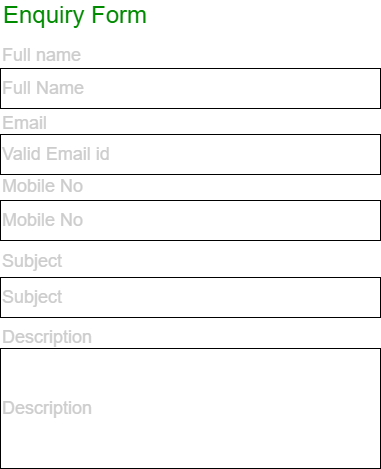 Enquiry Form
Full name
Full Name
Email
Valid Email id
Mobile No
Mobile No
Subject
Subject
Description
Description